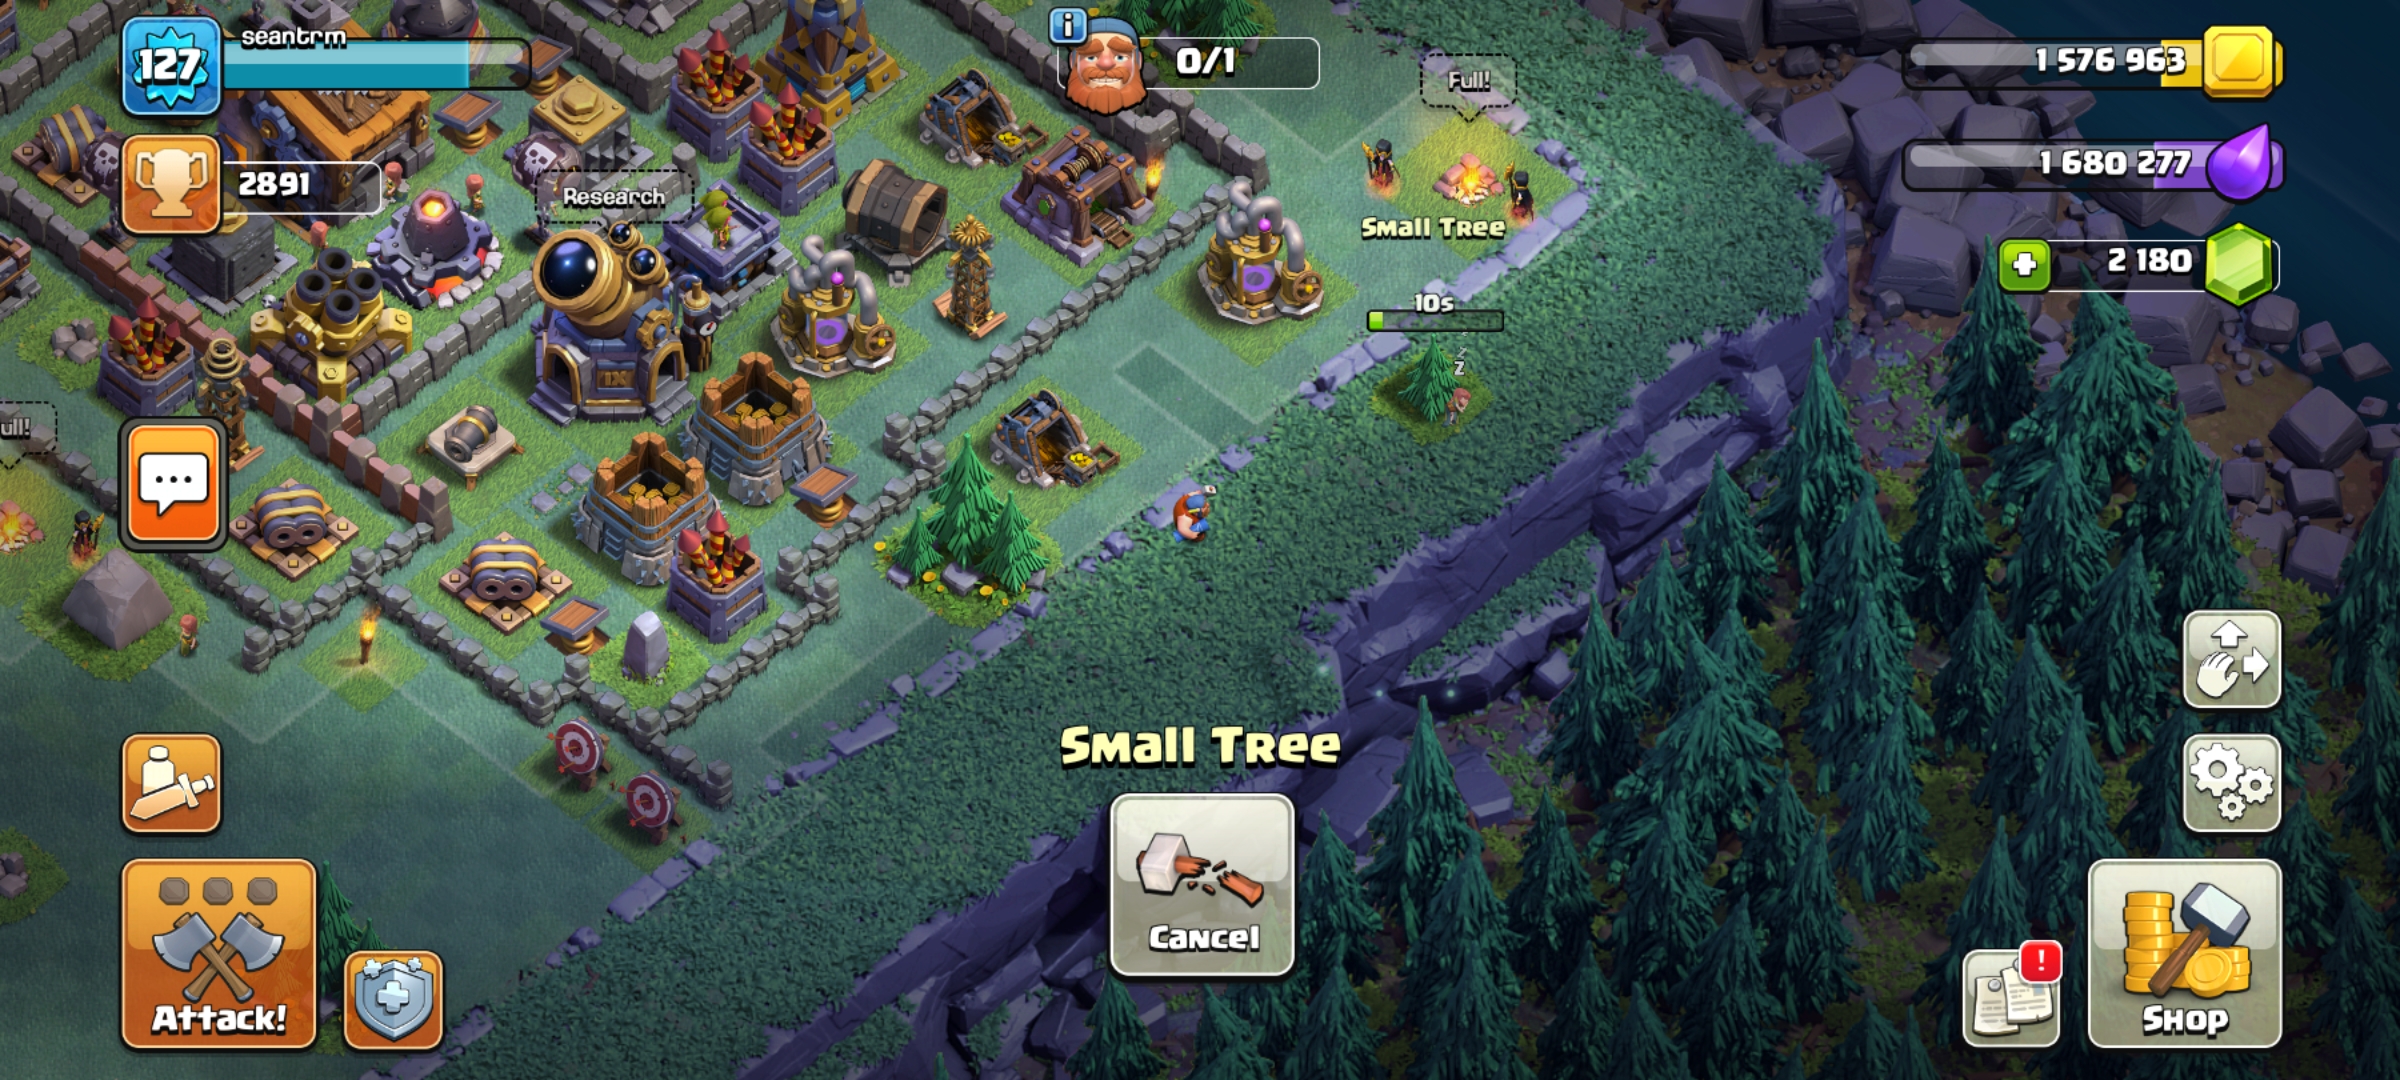 127
seantrm
2891
i
0/1
1 576 963
1 680 277
2 180
Full!
Research
Small Tree
10s
z
z
IX
ull!
Small Tree
Cancel
Attack!
!
Shop